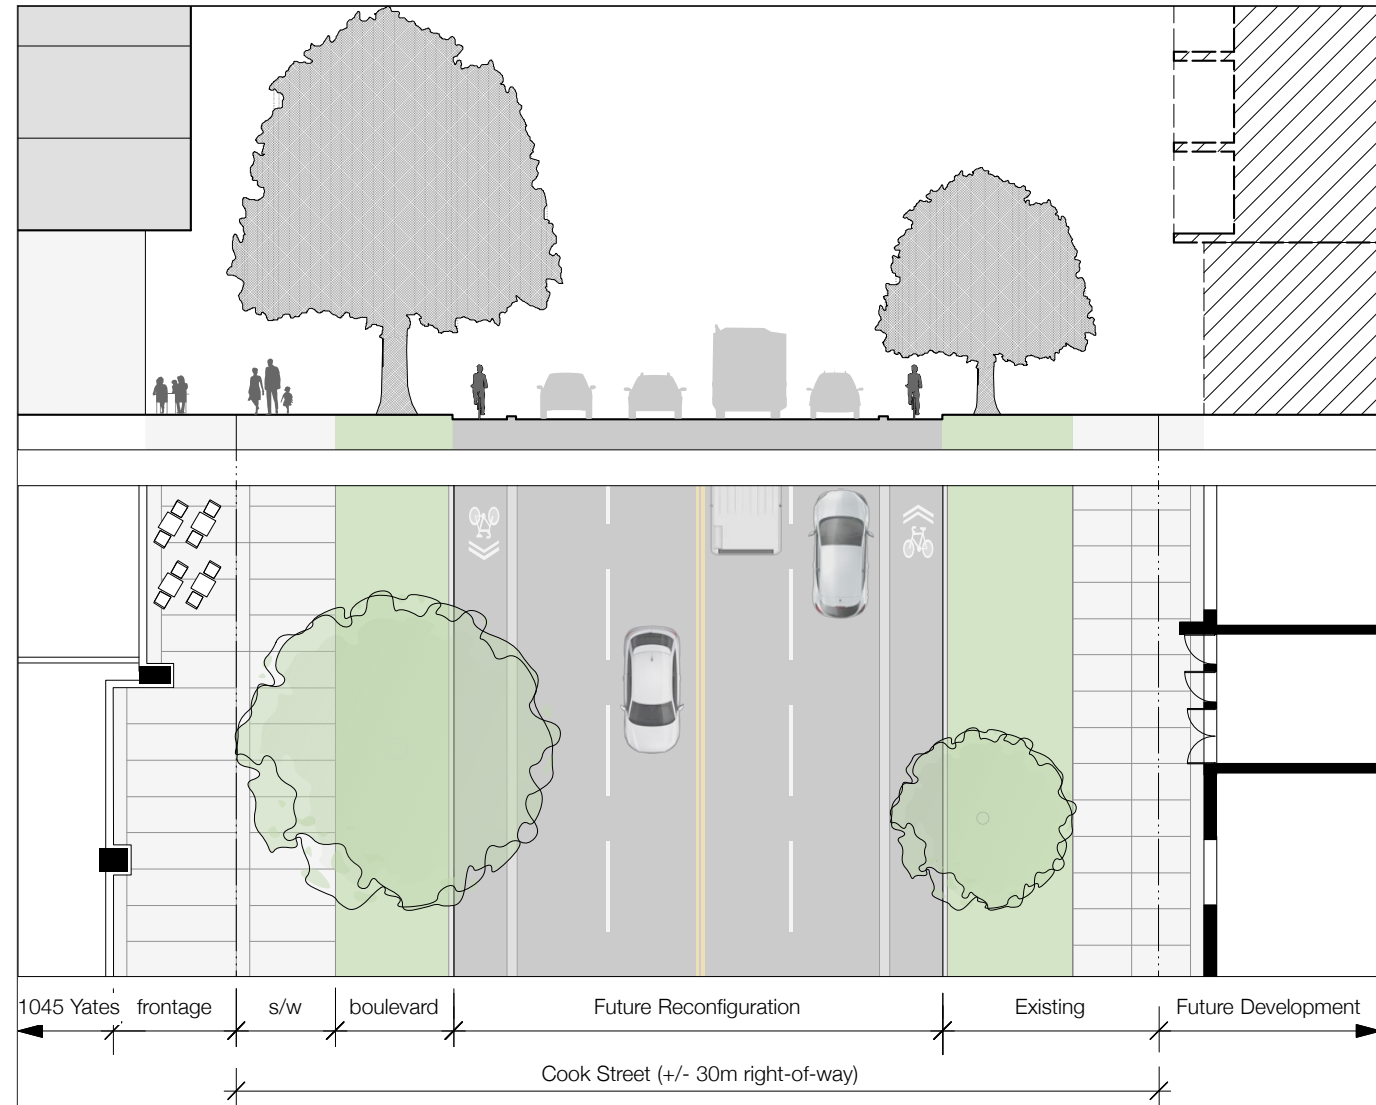 1045 Yates frontage s/w boulevard Future Reconfiguration Existing Future Development
Cook Street (+/- 30m right-of-way)